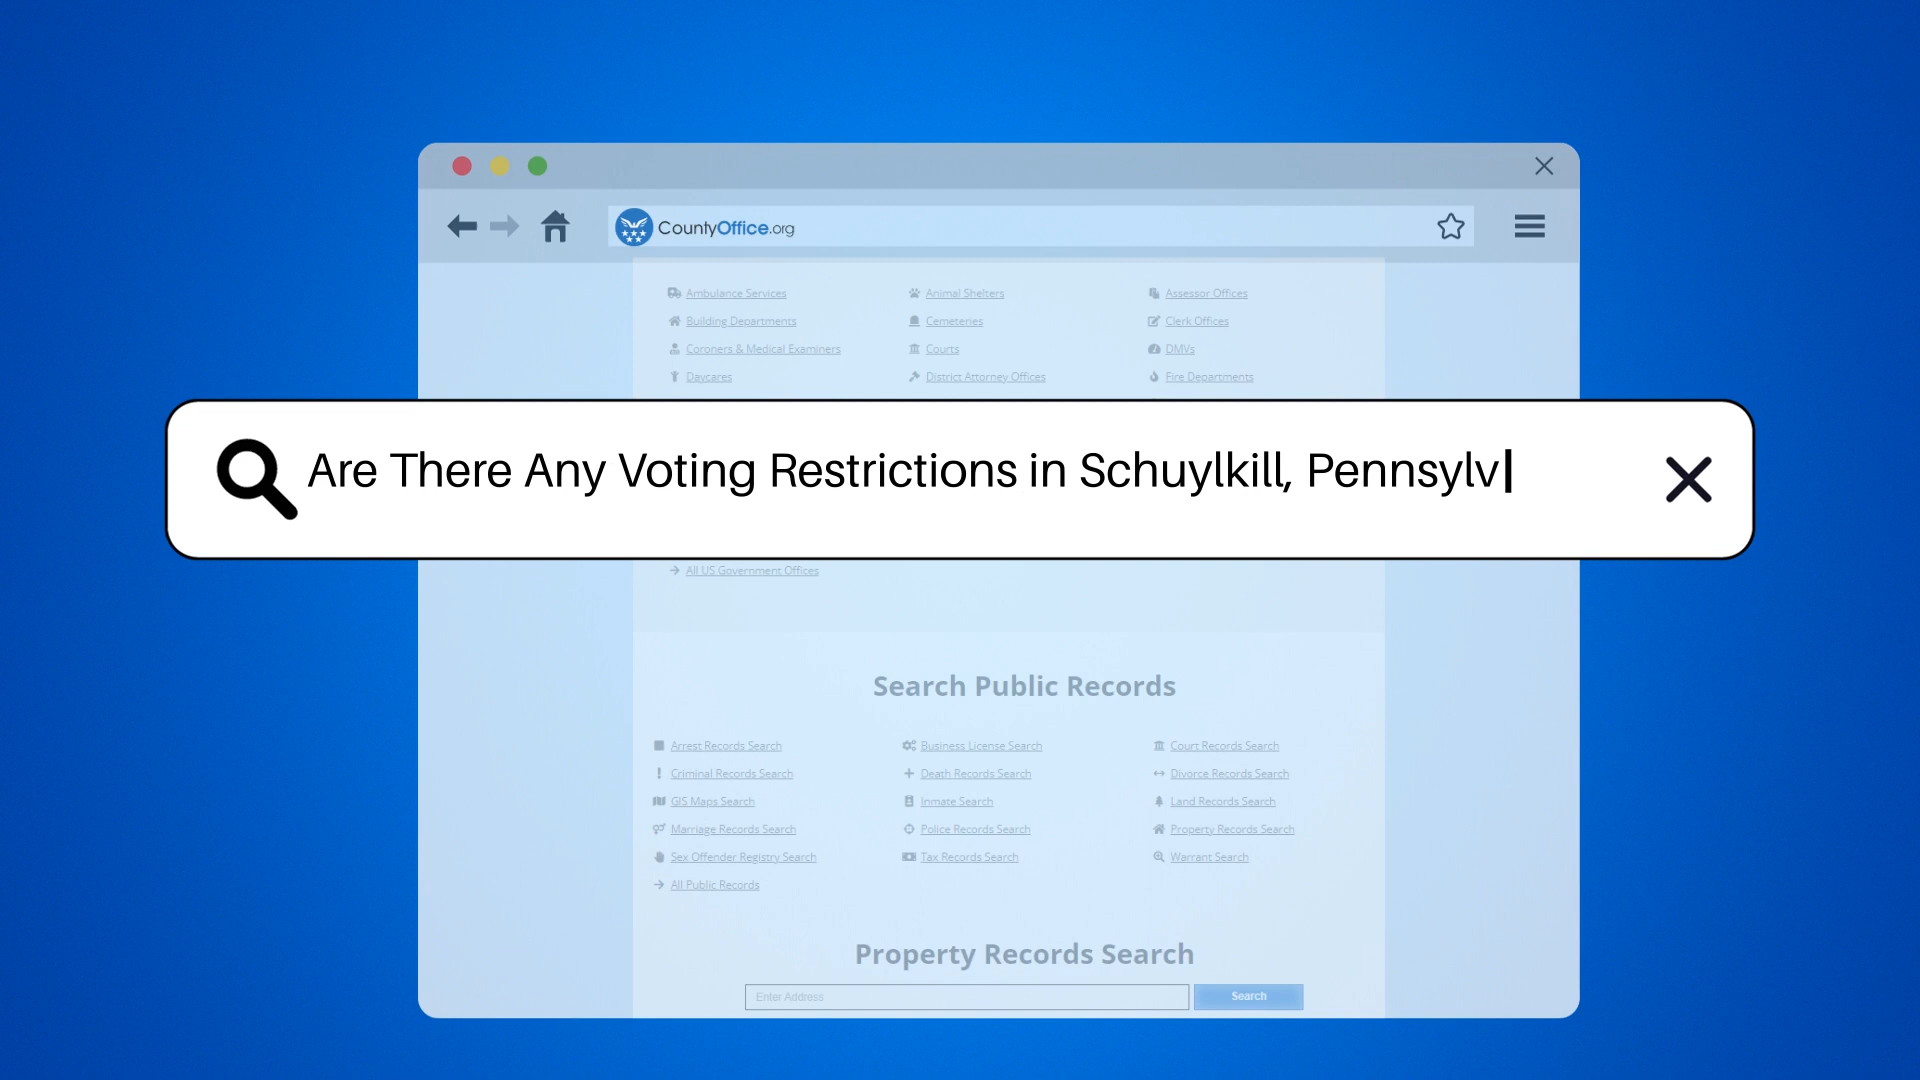 CountyOffice.org
Ambulance Services Animal Shelters Assessor Offices
Building Departments Cemeteries Clerk Offices
Coroners & Medical Examiners Courts DMVs
Daycares District Attorney Offices Fire Departments
Are There Any Voting Restrictions in Schuylkill, Pennsylv
All US Government Offices
Search Public Records
Arrest Records Search Business License Search Court Records Search
Criminal Records Search Death Records Search Divorce Records Search
GIS Maps Search Inmate Search Land Records Search
Marriage Records Search Police Records Search Property Records Search
Sex Offender Registry Search Tax Records Search Warrant Search
All Public Records
Property Records Search
Enter Address Search